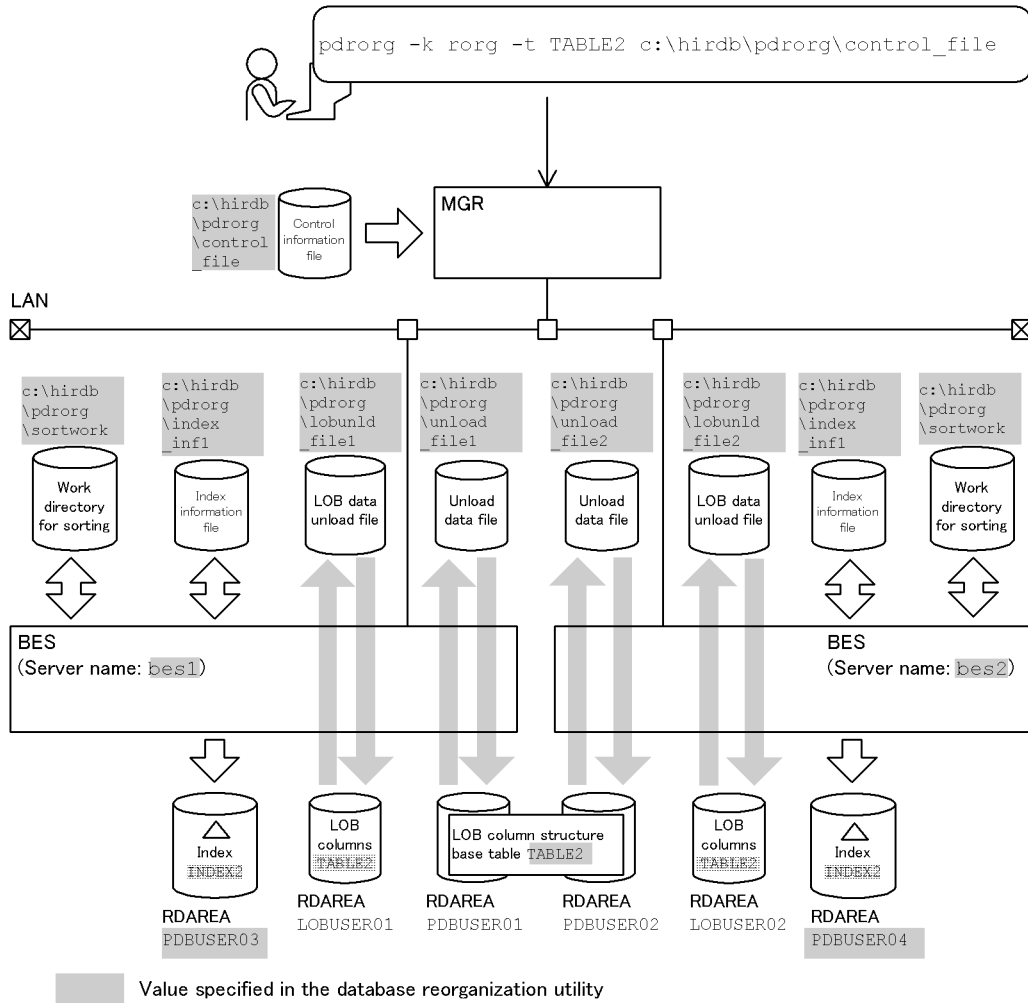 pdrorg -k rorg -t TABLE2 c:\hirdb\pdrorg\control_file
MGR
c:\hirdb
\pdrorg
\control
_file
Control
information
file
LAN
c:\hirdb
\pdrorg
\sortwork
c:\hirdb
\pdrorg
\index
_inf1
c:\hirdb
\pdrorg
\lobunld
_file1
c:\hirdb
\pdrorg
\unload
_file1
c:\hirdb
\pdrorg
\unload
_file2
c:\hirdb
\pdrorg
\lobunld
_file2
c:\hirdb
\pdrorg
\index
_inf1
c:\hirdb
\pdrorg
\sortwork
Work
directory
for sorting
Index
information
file
LOB data
unload file
Unload
data file
Unload
data file
LOB data
unload file
Index
information
file
Work
directory
for sorting
BES
(Server name: bes1)
BES
(Server name: bes2)
Index
INDEX2
LOB
columns
TABLE2
LOB column structure
base table TABLE2
LOB
columns
TABLE2
Index
INDEX2
RDAREA
PDBUSER03
RDAREA
LOBUSER01
RDAREA
PDBUSER01
RDAREA
PDBUSER02
RDAREA
LOBUSER02
RDAREA
PDBUSER04
Value specified in the database reorganization utility